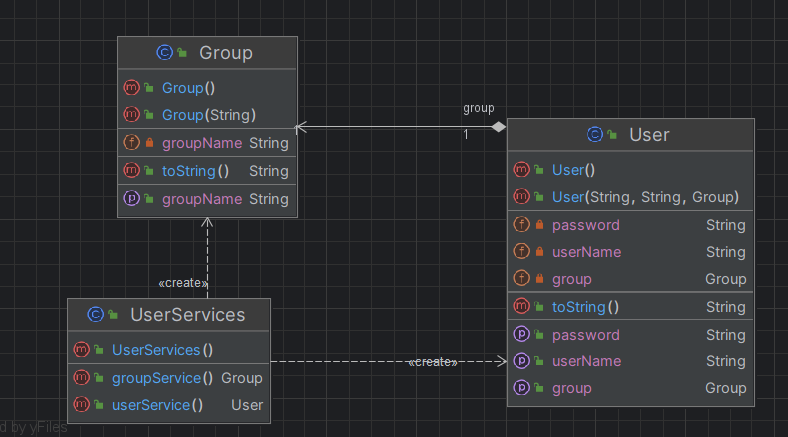 Group
Group()
Group(String)
groupName String
toString() String
groupName String
group
1
1
User
User()
User(String, String, Group)
password String
userName String
group Group
toString() String
password String
userName String
group Group
«create»
UserServices
UserServices()
groupService() Group
userService() User
«create»
d by yFiles